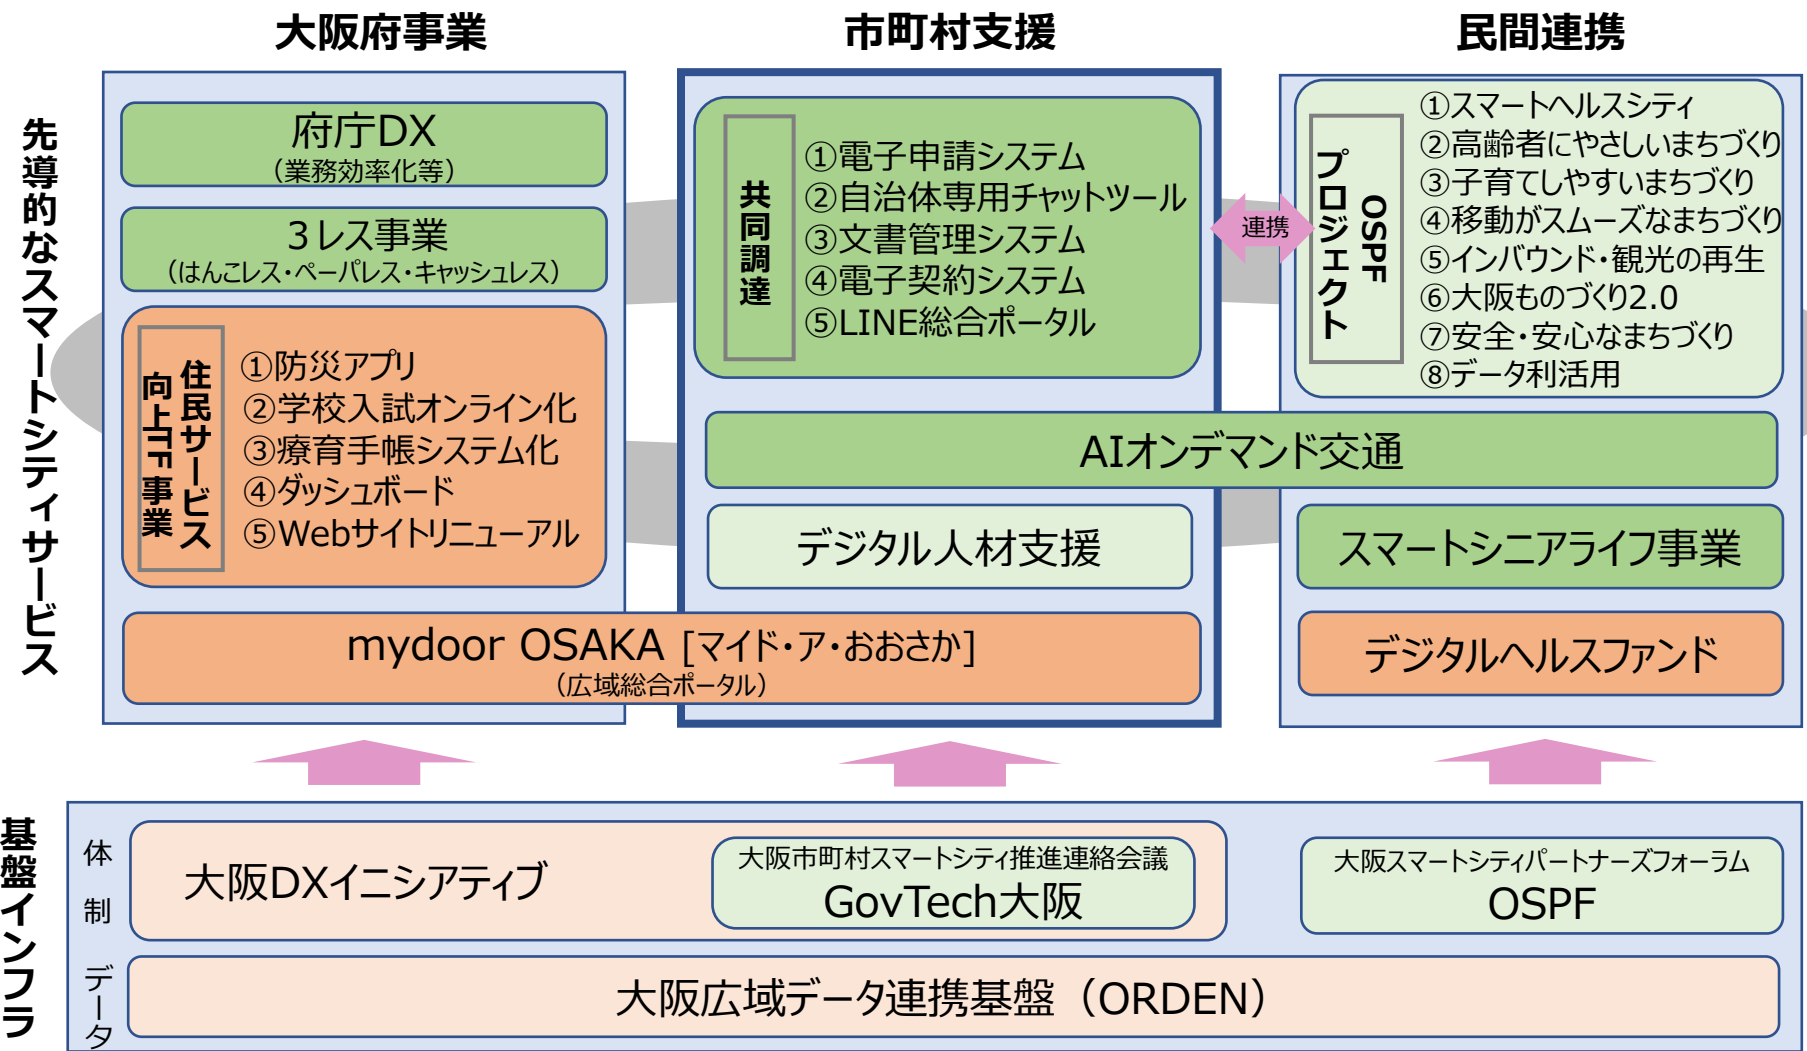 大阪府事業
市町村支援
民間連携
先導的なスマートシティサービス
府庁DX
（業務効率化等）
３レス事業
（はんこレス・ペーパレス・キャッシュレス）
住民サービス
向上TF事業
①防災アプリ
②学校入試オンライン化
③療育手帳システム化
④ダッシュボード
⑤Webサイトリニューアル
共同調達
①電子申請システム
②自治体専用チャットツール
③文書管理システム
④電子契約システム
⑤LINE総合ポータル
連携
OSPF
プロジェクト
①スマートヘルスシティ
②高齢者にやさしいまちづくり
③子育てしやすいまちづくり
④移動がスムーズなまちづくり
⑤インバウンド・観光の再生
⑥大阪ものづくり2.0
⑦安全・安心なまちづくり
⑧データ利活用
AIオンデマンド交通
デジタル人材支援
スマートシニアライフ事業
mydoor OSAKA [マイド・ア・おおさか]
（広域総合ポータル）
デジタルヘルスファンド
基盤インフラ
体制
大阪DXイニシアティブ
大阪市町村スマートシティ推進連絡会議
GovTech大阪
大阪スマートシティパートナーズフォーラム
OSPF
データ
大阪広域データ連携基盤（ORDEN）